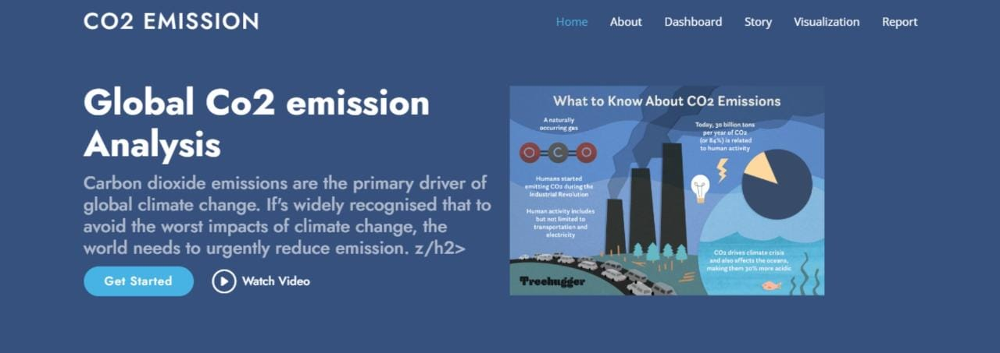 CO2 EMISSION
Home About Dashboard Story Visualization Report
Global Co2 emission
Analysis
Carbon dioxide emissions are the primary driver of
global climate change. If's widely recognised that to
avoid the worst impacts of climate change, the
world needs to urgently reduce emission. z/h2>
Get Started
Watch Video
What to Know About CO2 Emissions
A naturally
occurring gas
O C O
Humans started
emitting CO2 during the
Industrial Revolution
Human activity includes
but not limited to
transportation and
electricity
Treehugger
Today, 30 billion tons
per year of CO2
(or 84%) is related
to human activity
CO2 drives climate crisis
and also affects the oceans,
making them 30% more acidic